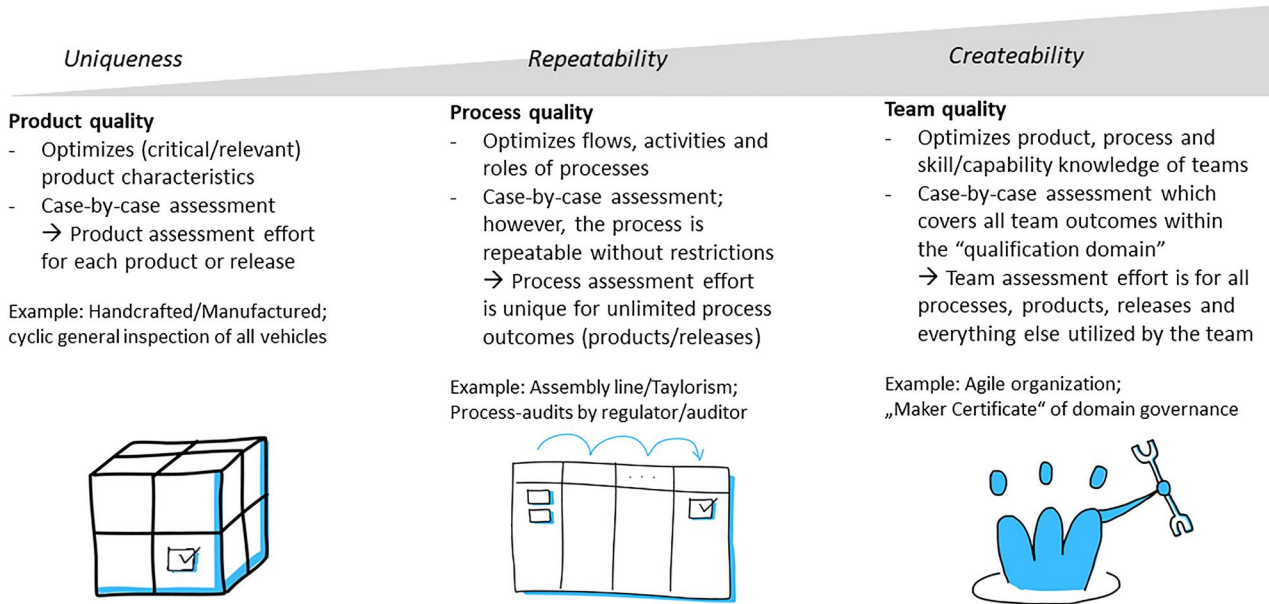 Uniqueness
Repeatability
Createability
Product quality
- Optimizes (critical/relevant)
product characteristics
- Case-by-case assessment
→ Product assessment effort
for each product or release
Example: Handcrafted/Manufactured;
cyclic general inspection of all vehicles
Process quality
- Optimizes flows, activities and
roles of processes
- Case-by-case assessment;
however, the process is
repeatable without restrictions
→ Process assessment effort
is unique for unlimited process
outcomes (products/releases)
Example: Assembly line/Taylorism;
Process-audits by regulator/auditor
. . .
Team quality
- Optimizes product, process and
skill/capability knowledge of teams
- Case-by-case assessment which
covers all team outcomes within
the “qualification domain”
→ Team assessment effort is for all
processes, products, releases and
everything else utilized by the team
Example: Agile organization;
„Maker Certificate“ of domain governance